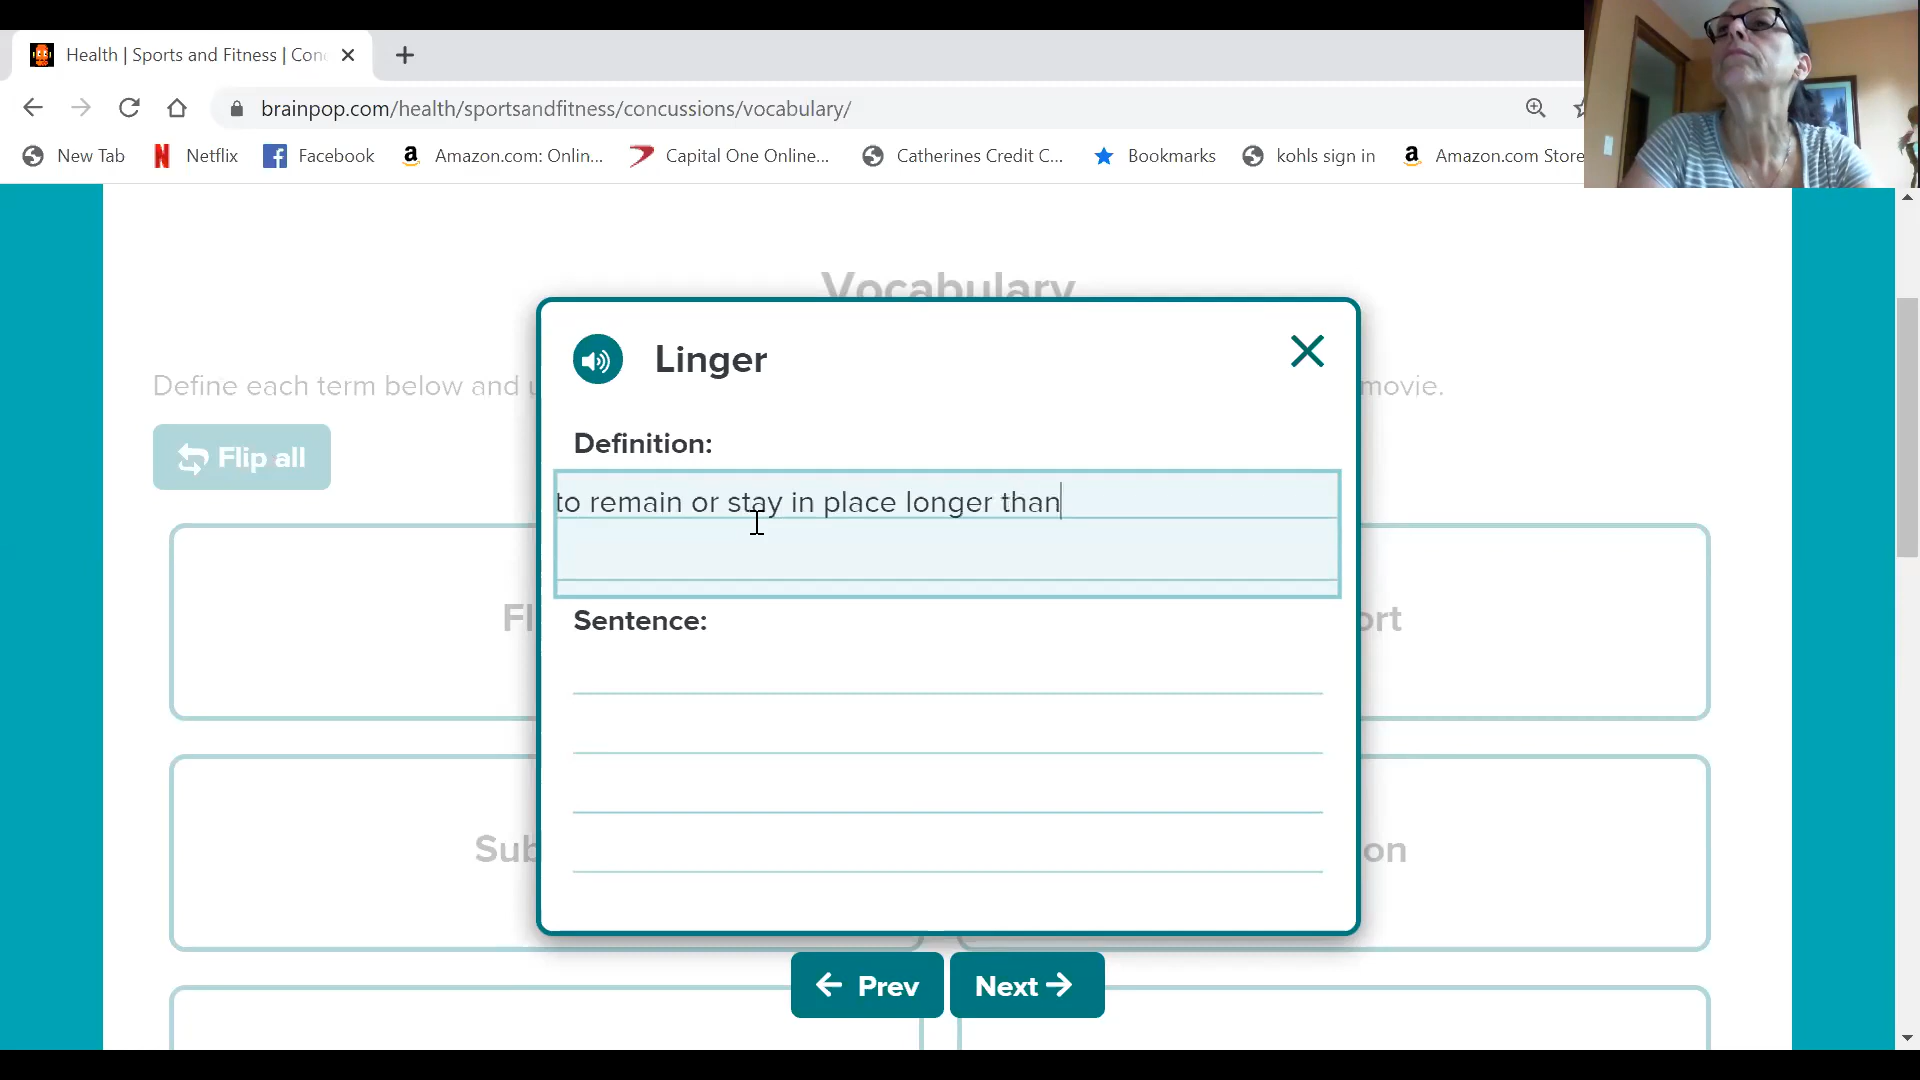 Health | Sports and Fitness | Conc
brainpop.com/health/sportsandfitness/concussions/vocabulary/
New Tab
Netflix
Facebook
Amazon.com: Onlin...
Capital One Online...
Catherines Credit C...
Bookmarks
kohls sign in
Amazon.com Store
Vocabulary
Define each term below and u
movie.
Flip all
Linger
Definition:
to remain or stay in place longer than
Sentence:
Fl
ort
Sub
on
Prev
Next